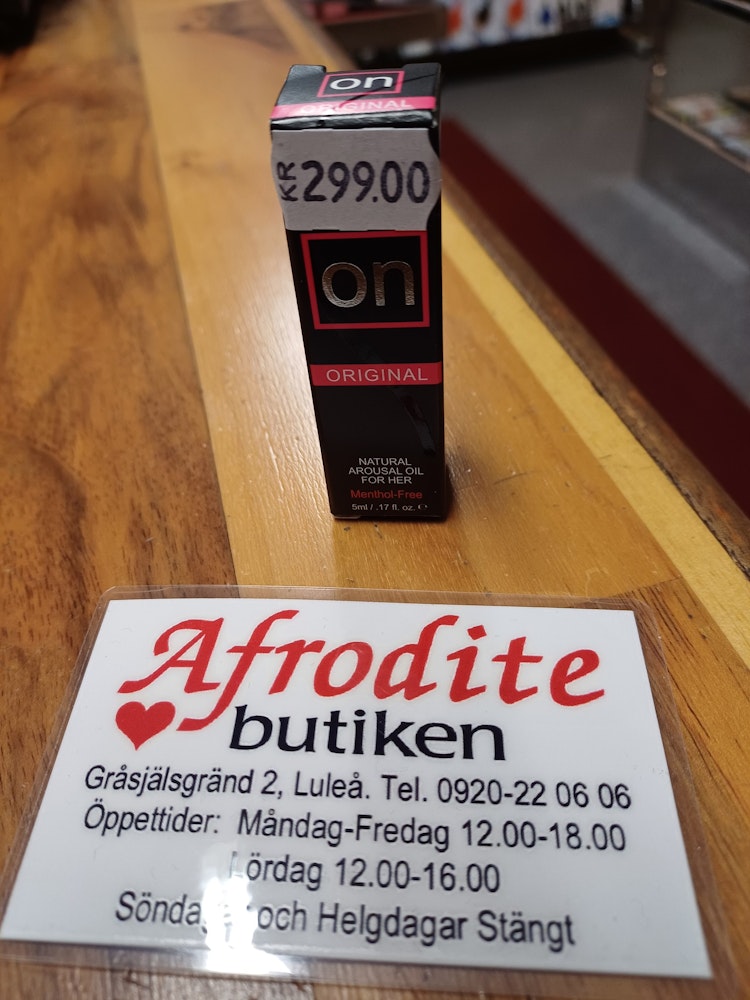 on
ORIGINAL
KR 299.00
on
ORIGINAL
NATURAL
AROUSAL OIL
FOR HER
Menthol-Free
5ml / .17 fl. oz. ℮
Afrodite
butiken
Gråsjälsgränd 2, Luleå. Tel. 0920-22 06 06
Öppettider: Måndag-Fredag 12.00-18.00
Lördag 12.00-16.00
och Helgdagar Stängt